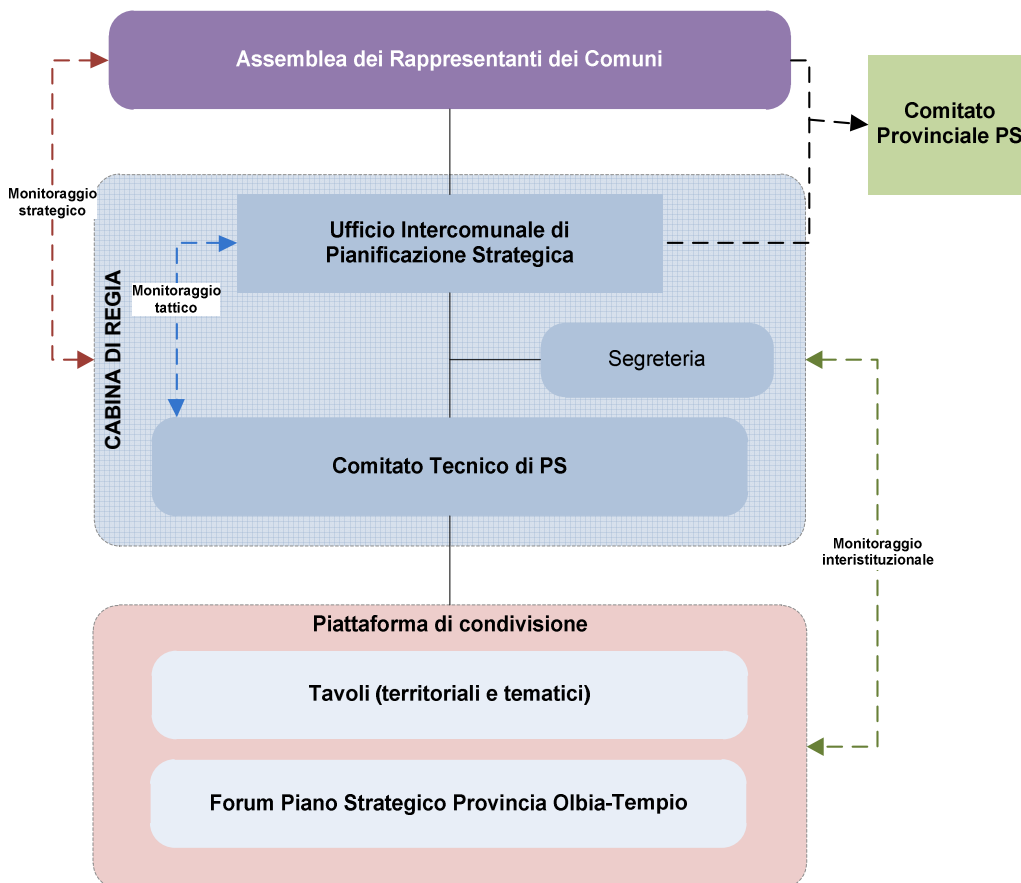 Assemblea dei Rappresentanti dei Comuni
Comitato
Provinciale PS
Monitoraggio
strategico
Ufficio Intercomunale di
Pianificazione Strategica
Monitoraggio
tattico
CABINA DI REGIA
Segreteria
Comitato Tecnico di PS
Monitoraggio
interistituzionale
Piattaforma di condivisione
Tavoli (territoriali e tematici)
Forum Piano Strategico Provincia Olbia-Tempio